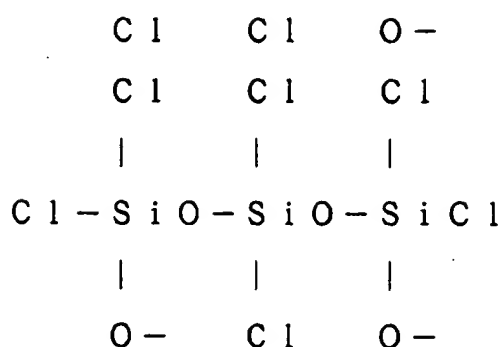 Cl Cl O—
Cl Cl Cl
| | |
Cl—SiO—SiO—SiCl
| | |
O— Cl O—